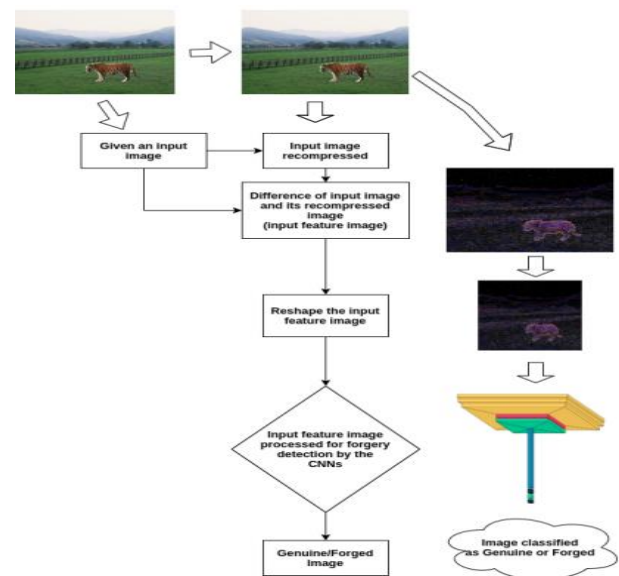 Given an input
image
Input image
recompressed
Difference of input image
and its recompressed
image
(input feature image)
Reshape the input
feature image
Input feature image
processed for forgery
detection by the
CNNs
Genuine/Forged
Image
Image classified
as Genuine or Forged